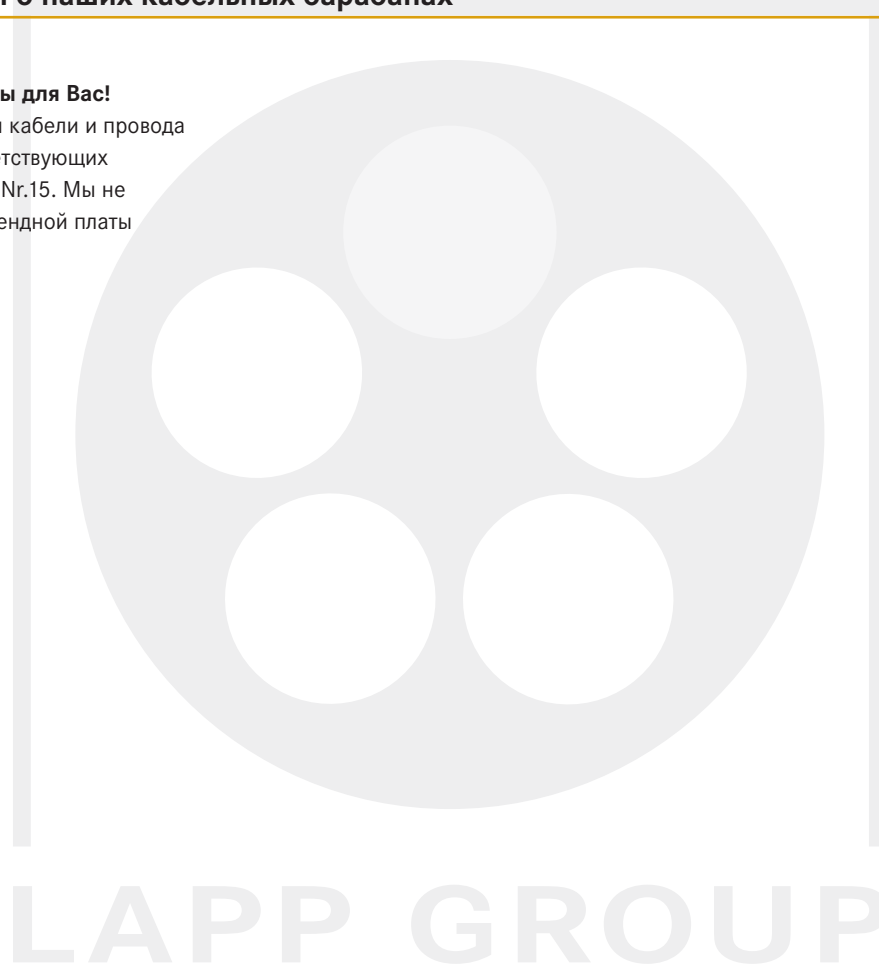 о наших кабельных барабанах
ы для Вас!
кабели и провода
тствующих
Nr.15. Мы не
ендной платы
LAPP GROUP